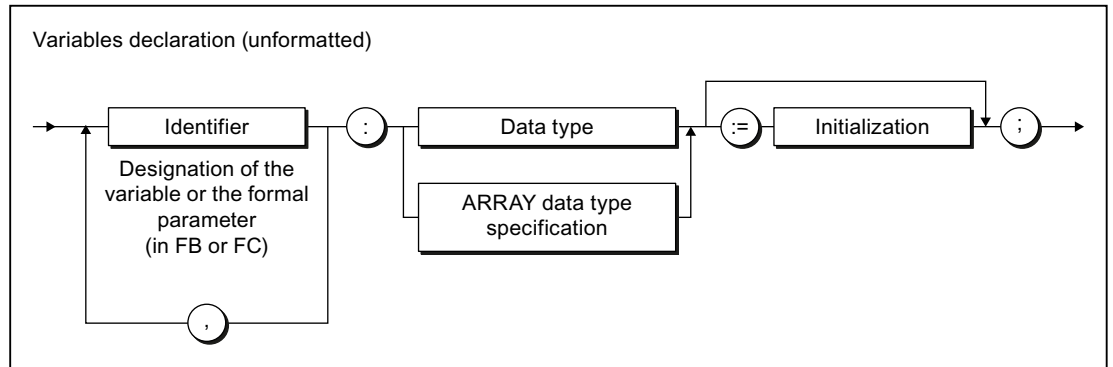 Variables declaration (unformatted)
Identifier
:
Data type
:=
Initialization
;
Designation of the
variable or the formal
parameter
(in FB or FC)
ARRAY data type
specification
,